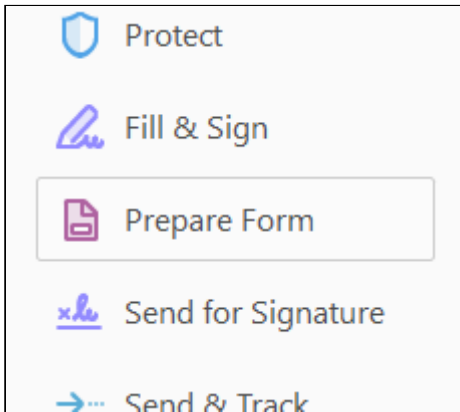 Protect
Fill & Sign
Prepare Form
Send for Signature
Send & Track